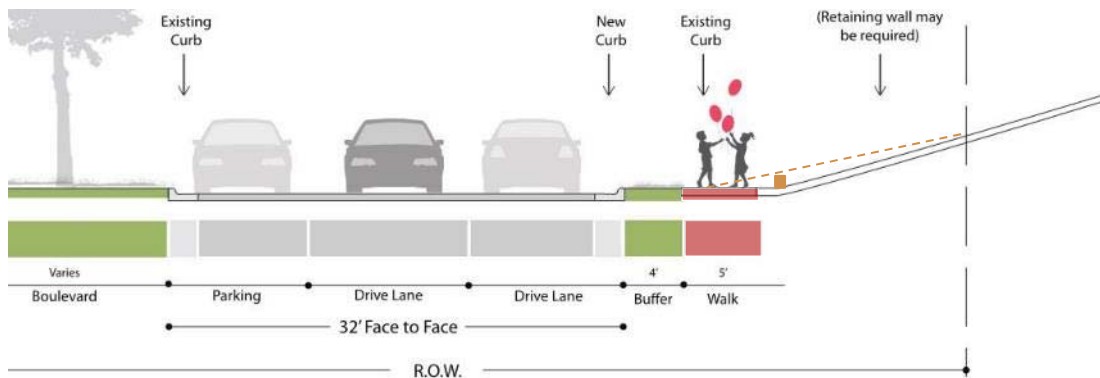 Existing
Curb
New
Curb
Existing
Curb
(Retaining wall may
be required)
Varies
4'
5'
Boulevard
Parking
Drive Lane
Drive Lane
Buffer
Walk
32' Face to Face
R.O.W.